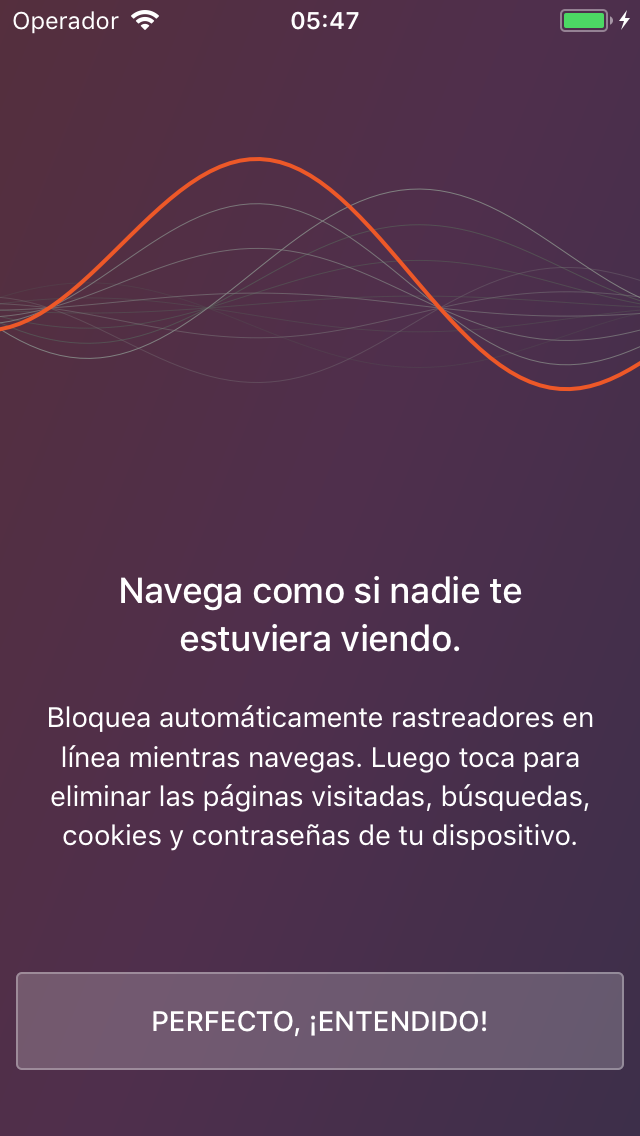 Operador 05:47
Navega como si nadie te
estuviera viendo.
Bloquea automáticamente rastreadores en
línea mientras navegas. Luego toca para
eliminar las páginas visitadas, búsquedas,
cookies y contraseñas de tu dispositivo.
PERFECTO, ¡ENTENDIDO!